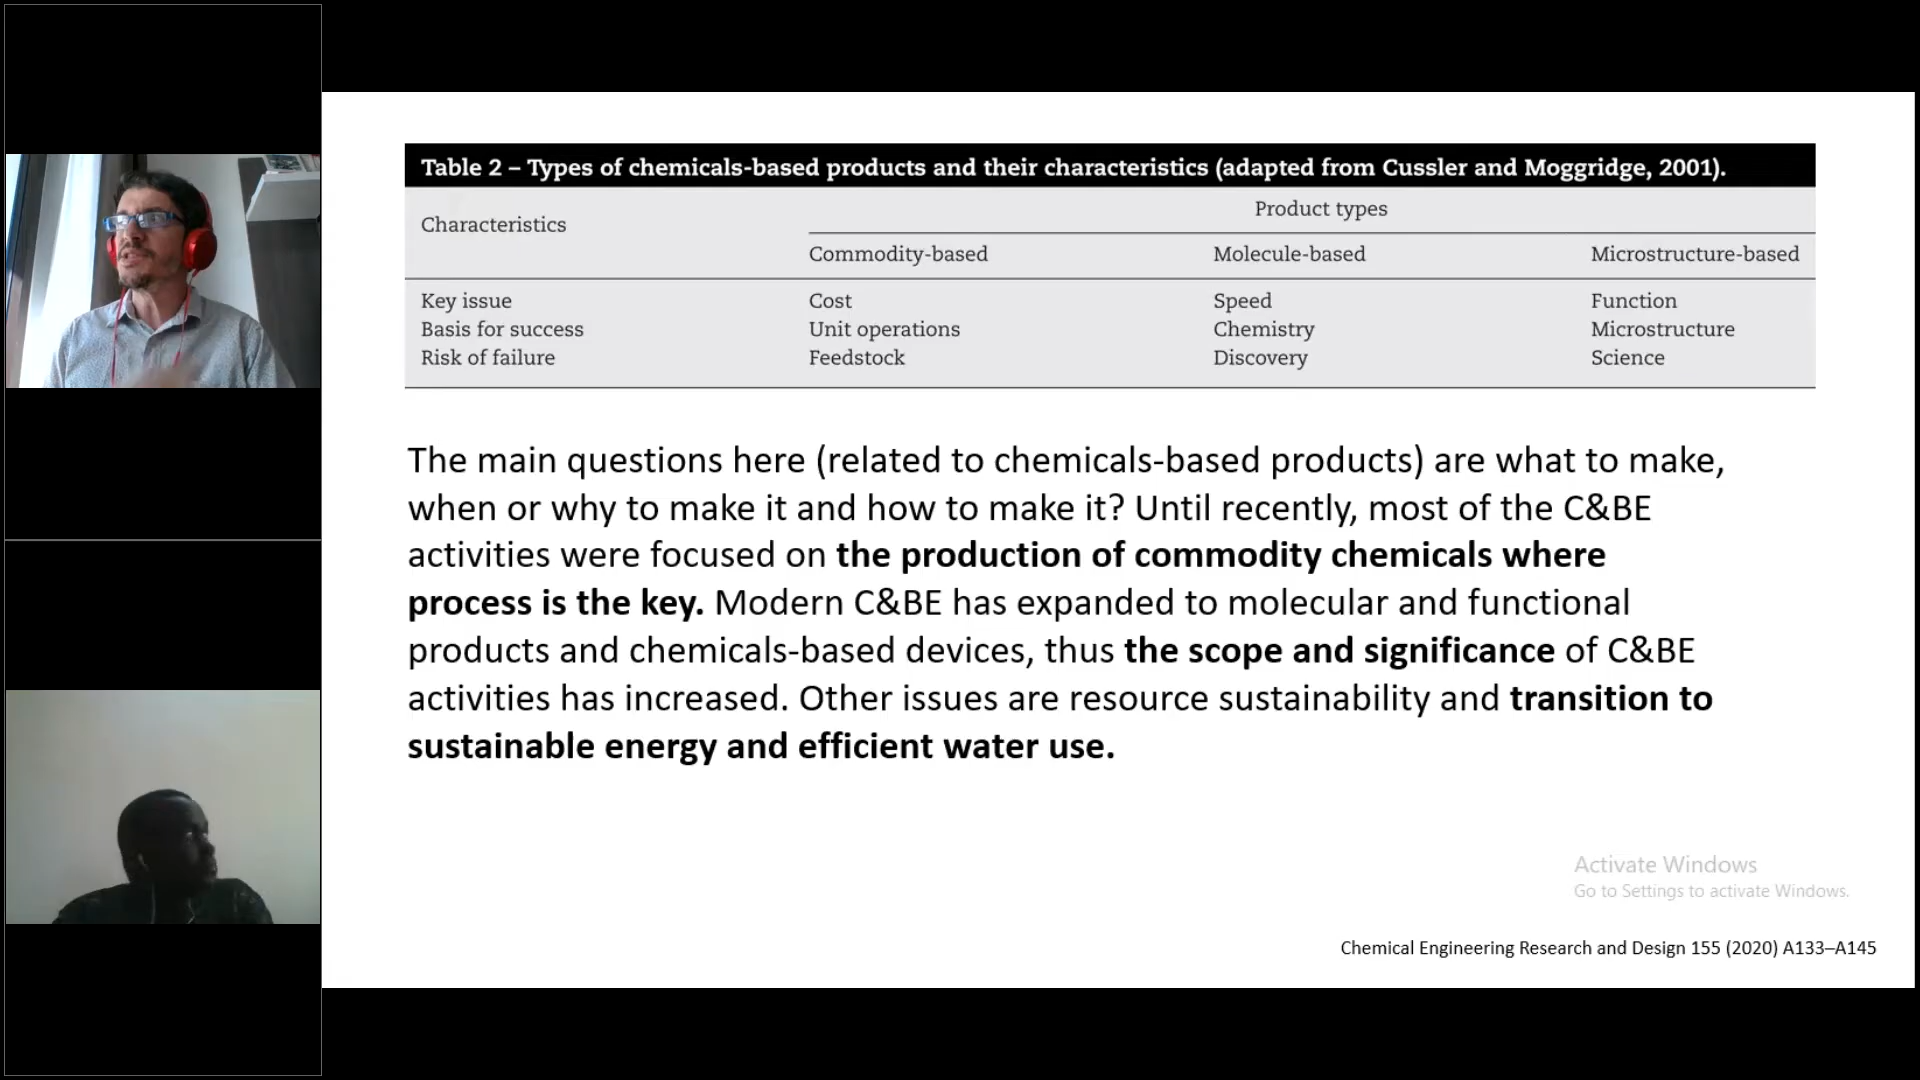 Table 2 – Types of chemicals-based products and their characteristics (adapted from Cussler and Moggridge, 2001).
Characteristics
Product types
Commodity-based Molecule-based Microstructure-based
Key issue Cost Speed Function
Basis for success Unit operations Chemistry Microstructure
Risk of failure Feedstock Discovery Science
The main questions here (related to chemicals-based products) are what to make,
when or why to make it and how to make it? Until recently, most of the C&BE
activities were focused on the production of commodity chemicals where
process is the key. Modern C&BE has expanded to molecular and functional
products and chemicals-based devices, thus the scope and significance of C&BE
activities has increased. Other issues are resource sustainability and transition to
sustainable energy and efficient water use.
Activate Windows
Go to Settings to activate Windows.
Chemical Engineering Research and Design 155 (2020) A133–A145